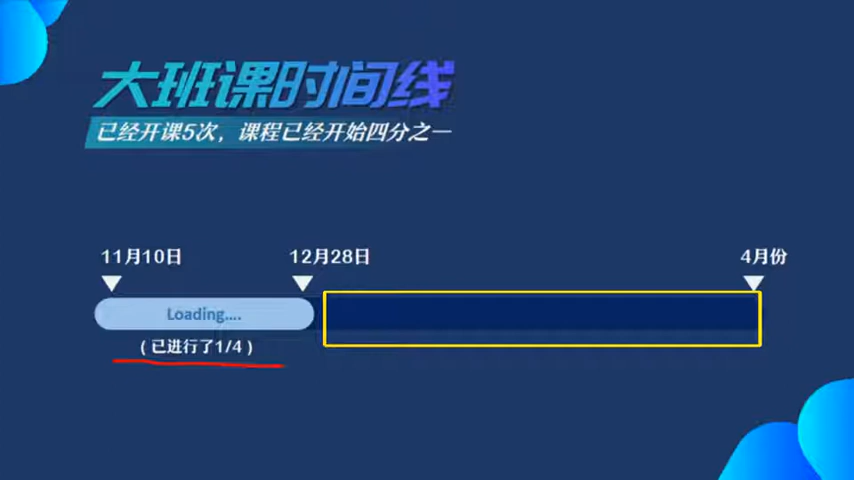 大班课时间线
已经开课5次，课程已经开始四分之一
11月10日 12月28日 4月份
Loading....
（已进行了1/4）